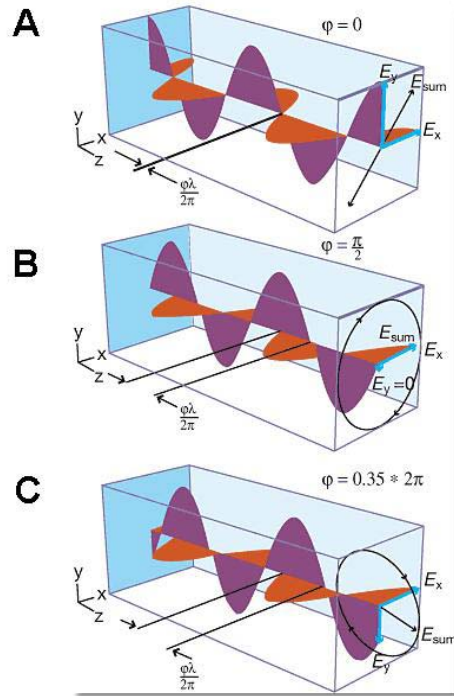 A
φ = 0
Ey
Esum
Ex
y
x
z
φλ
2π
B
φ = π
2
Esum
Ex
Ey =0
y
x
z
φλ
2π
C
φ = 0.35 * 2π
Ex
Esum
Ey
y
x
z
φλ
2π